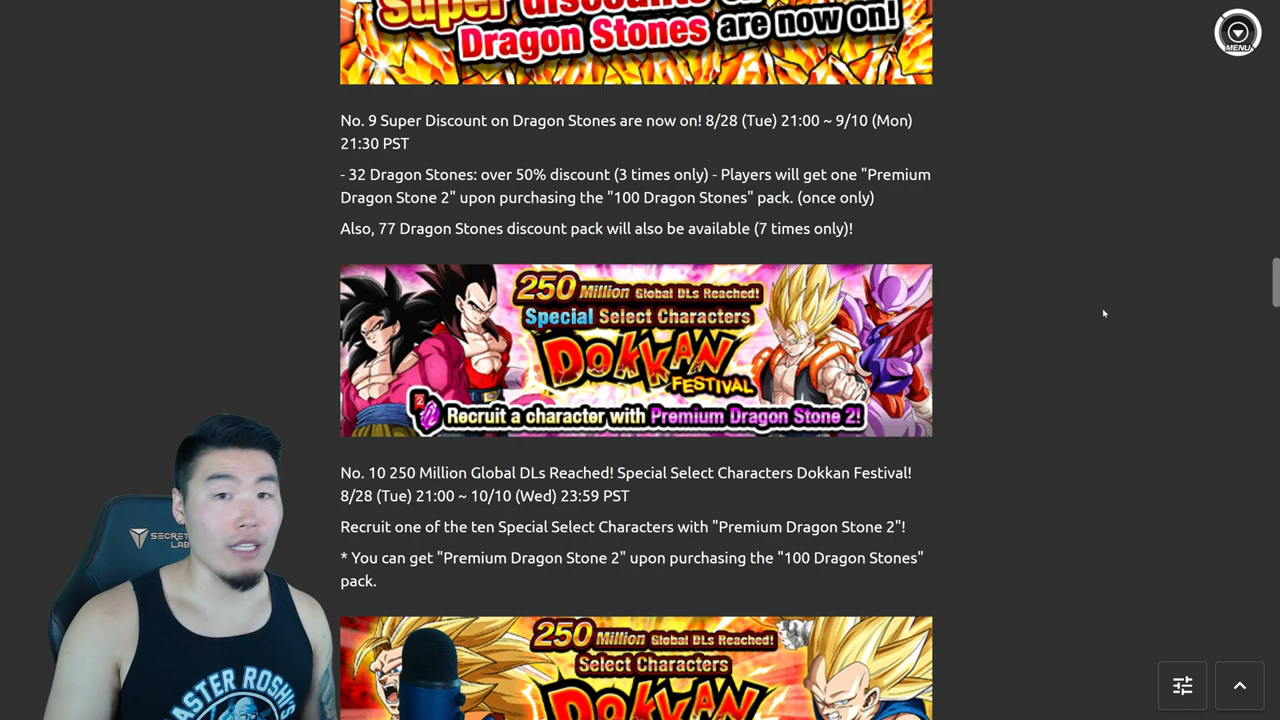 Super discounts on
Dragon Stones are now on!
MENU
No. 9 Super Discount on Dragon Stones are now on! 8/28 (Tue) 21:00 ~ 9/10 (Mon)
21:30 PST
- 32 Dragon Stones: over 50% discount (3 times only) - Players will get one "Premium
Dragon Stone 2" upon purchasing the "100 Dragon Stones" pack. (once only)
Also, 77 Dragon Stones discount pack will also be available (7 times only)!
250 Million Global DLs Reached!
Special Select Characters
DOKKAN
FESTIVAL
2
Recruit a character with Premium Dragon Stone 2!
No. 10 250 Million Global DLs Reached! Special Select Characters Dokkan Festival!
8/28 (Tue) 21:00 ~ 10/10 (Wed) 23:59 PST
Recruit one of the ten Special Select Characters with "Premium Dragon Stone 2"!
* You can get "Premium Dragon Stone 2" upon purchasing the "100 Dragon Stones"
pack.
250 Million Global DLs Reached!
Select Characters
DOKKAN
SECRET
LAB
MASTER ROSHI'S